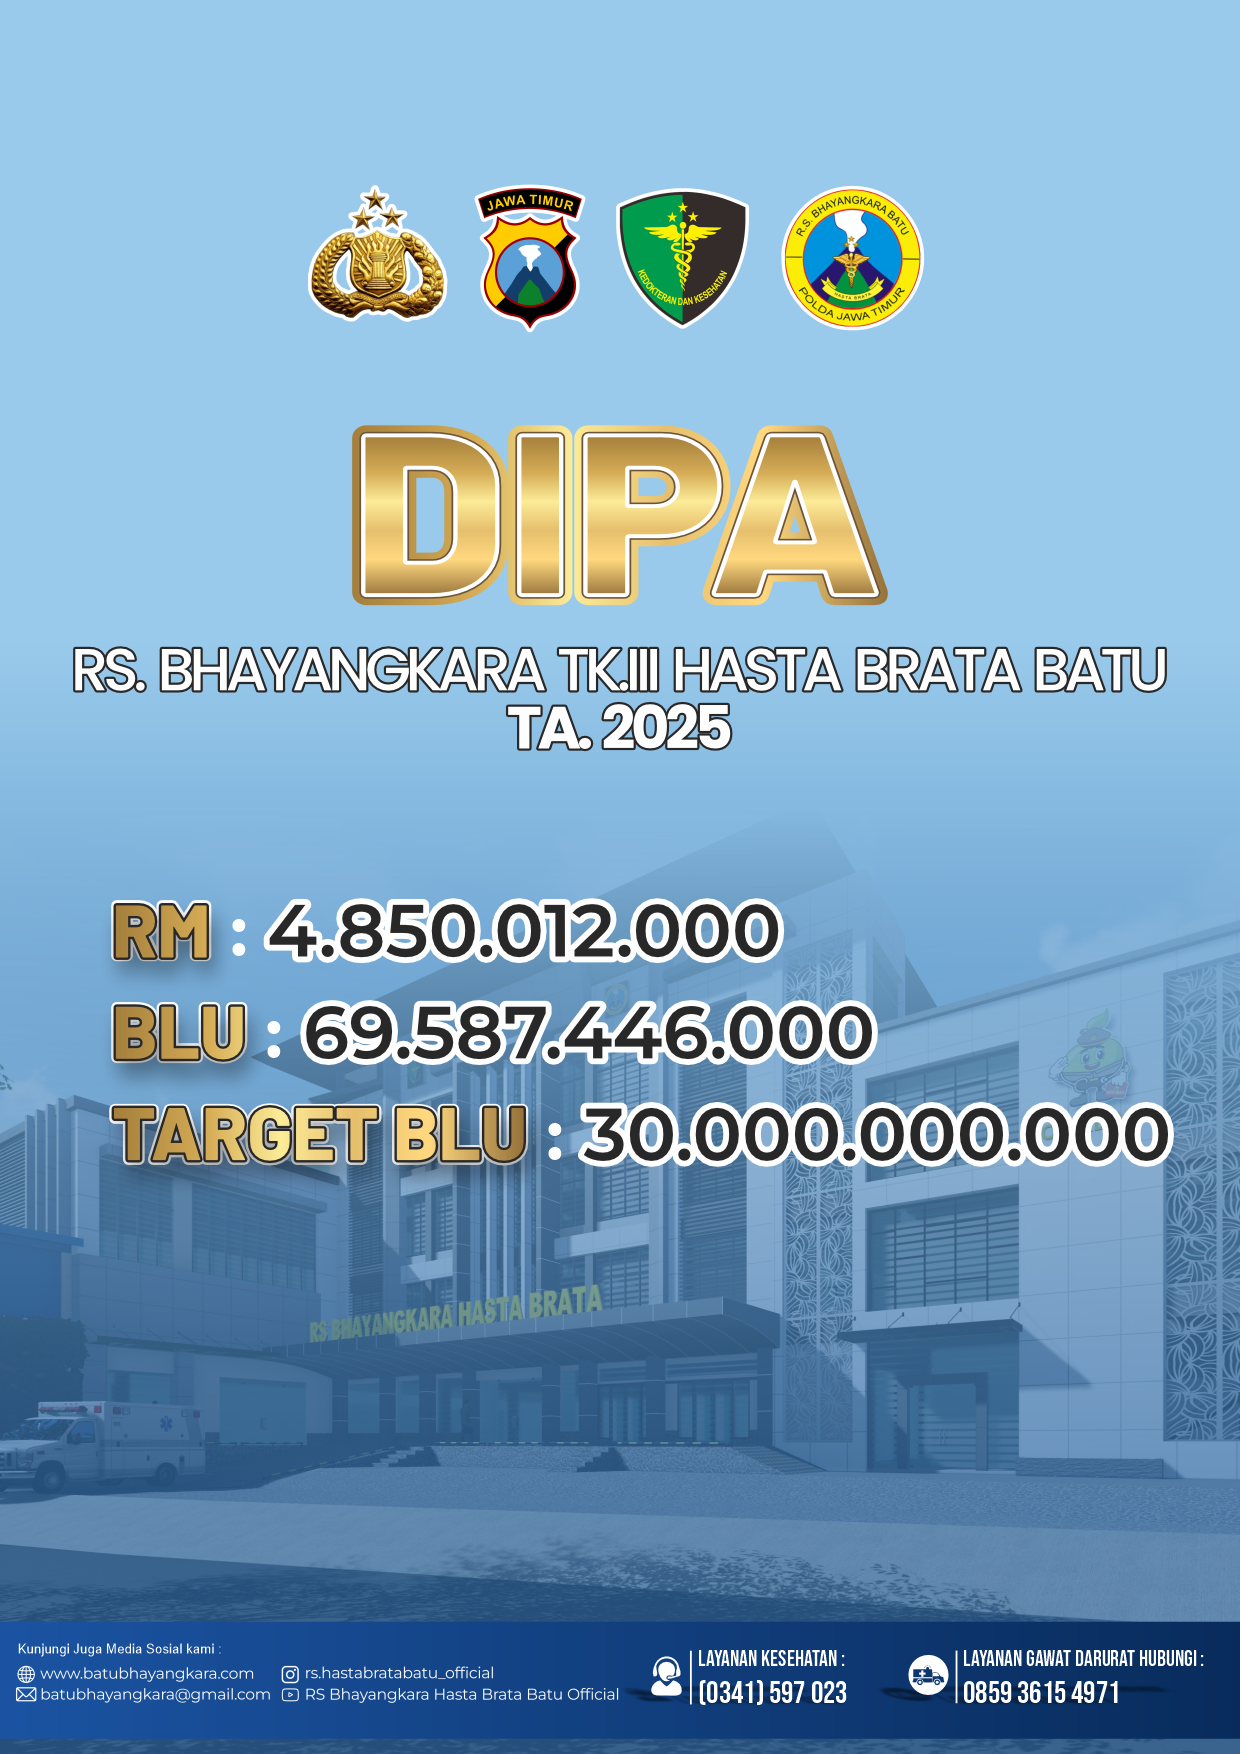 JAWA TIMUR
KEDOKTERAN DAN KESEHATAN
R.S. BHAYANGKARA BATU
HASTA BRATA
POLDA JAWA TIMUR
DIPA
RS. BHAYANGKARA TK.III HASTA BRATA BATU
TA. 2025
RM : 4.850.012.000
BLU : 69.587.446.000
TARGET BLU : 30.000.000.000
RS BHAYANGKARA HASTA BRATA
Kunjungi Juga Media Sosial kami :
www.batubhayangkara.com
batubhayangkara@gmail.com
rs.hastabratabatu_official
RS Bhayangkara Hasta Brata Batu Official
LAYANAN KESEHATAN :
(0341) 597 023
LAYANAN GAWAT DARURAT HUBUNGI :
0859 3615 4971